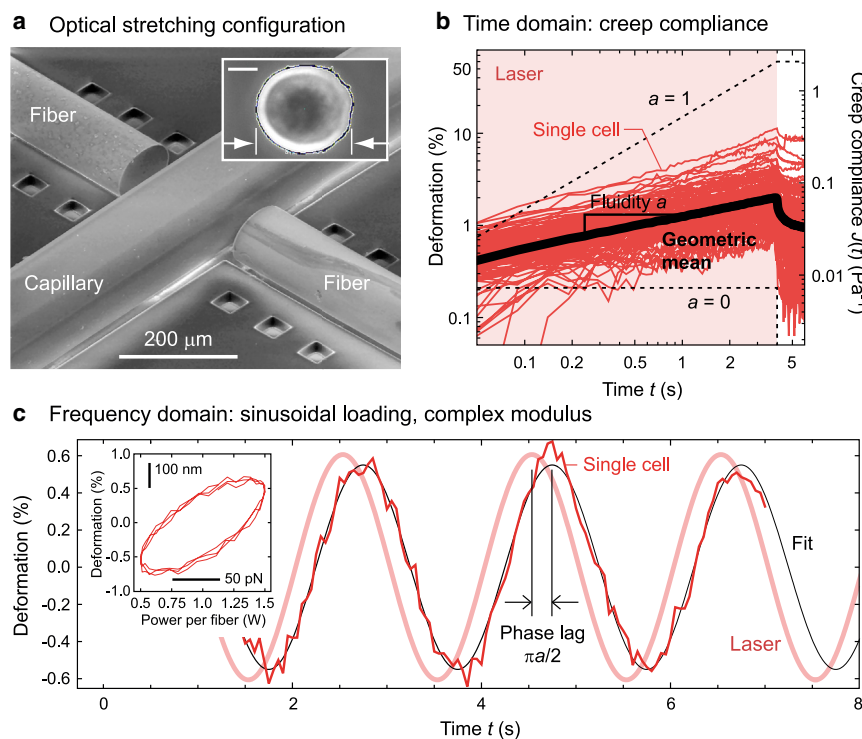 a Optical stretching configuration
Fiber
Capillary
Fiber
200 μm
b Time domain: creep compliance
Laser
a = 1
Single cell
Fluidity a
Geometric
mean
a = 0
Deformation (%)
50
10
1
0.1
Creep compliance J(t) (Pa⁻¹)
1
0.1
0.01
0.1
0.2
0.5
1
2
5
Time t (s)
c Frequency domain: sinusoidal loading, complex modulus
Deformation (%)
0.6
0.4
0.2
0.0
-0.2
-0.4
-0.6
100 nm
Deformation (%)
1.0
0.5
0.0
-0.5
-1.0
50 pN
0.5
0.75
1.0
1.25
1.5
Power per fiber (W)
Single cell
Fit
Phase lag
πa/2
Laser
0
2
4
6
8
Time t (s)